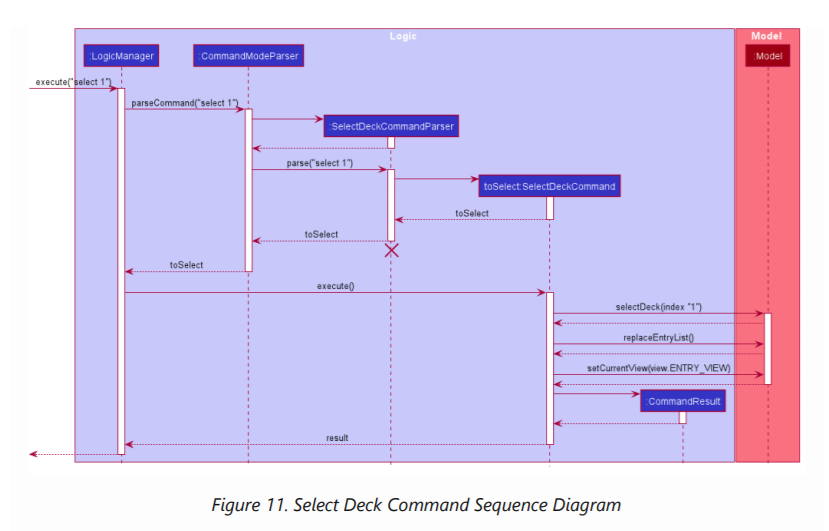 Logic
Model
:LogicManager
:CommandModeParser
:Model
execute("select 1")
parseCommand("select 1")
:SelectDeckCommandParser
parse("select 1")
toSelect:SelectDeckCommand
toSelect
toSelect
toSelect
execute()
selectDeck(index "1")
replaceEntryList()
setCurrentView(view.ENTRY_VIEW)
:CommandResult
result
Figure 11. Select Deck Command Sequence Diagram